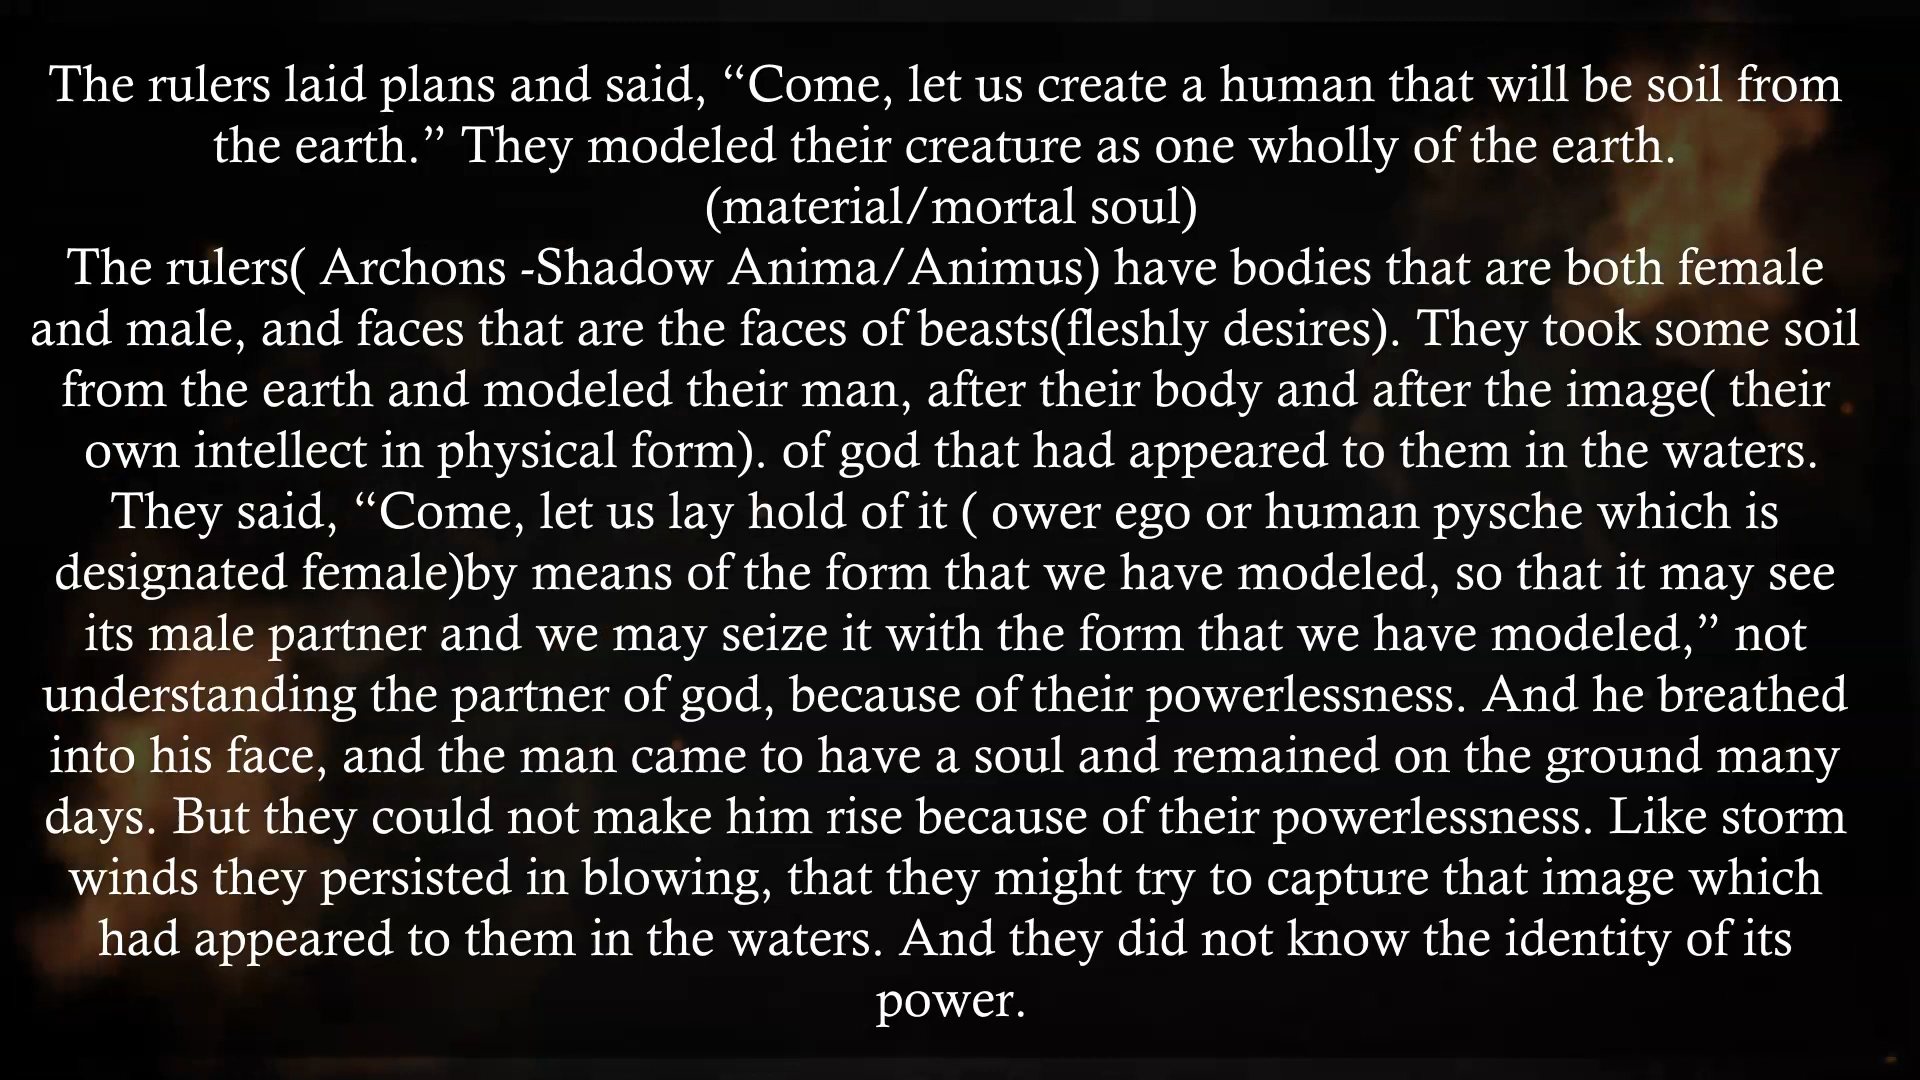 The rulers laid plans and said, “Come, let us create a human that will be soil from
the earth.” They modeled their creature as one wholly of the earth.
(material/mortal soul)
The rulers( Archons -Shadow Anima/Animus) have bodies that are both female
and male, and faces that are the faces of beasts(fleshly desires). They took some soil
from the earth and modeled their man, after their body and after the image( their
own intellect in physical form). of god that had appeared to them in the waters.
They said, “Come, let us lay hold of it ( ower ego or human pysche which is
designated female)by means of the form that we have modeled, so that it may see
its male partner and we may seize it with the form that we have modeled,” not
understanding the partner of god, because of their powerlessness. And he breathed
into his face, and the man came to have a soul and remained on the ground many
days. But they could not make him rise because of their powerlessness. Like storm
winds they persisted in blowing, that they might try to capture that image which
had appeared to them in the waters. And they did not know the identity of its
power.